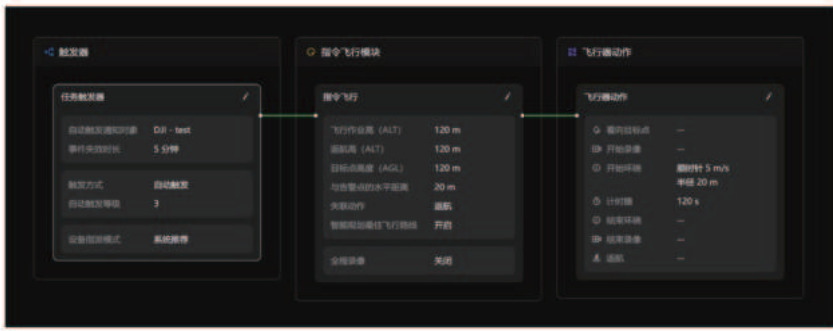 触发器
任务触发器
自动触发通知对象 DJI - test
事件失效时长 5 分钟
触发方式 自动触发
自动触发等级 3
设备指派模式 系统推荐
指令飞行模块
指令飞行
飞行作业高 (ALT) 120 m
返航高 (ALT) 120 m
目标点高度 (AGL) 120 m
与告警点的水平距离 20 m
失联动作 返航
智能规划最佳飞行路线 开启
全程录像 关闭
飞行器动作
飞行器动作
看向目标点 —
开始录像 —
开始环绕 顺时针 5 m/s
半径 20 m
计时器 120 s
结束环绕 —
结束录像 —
返航 —